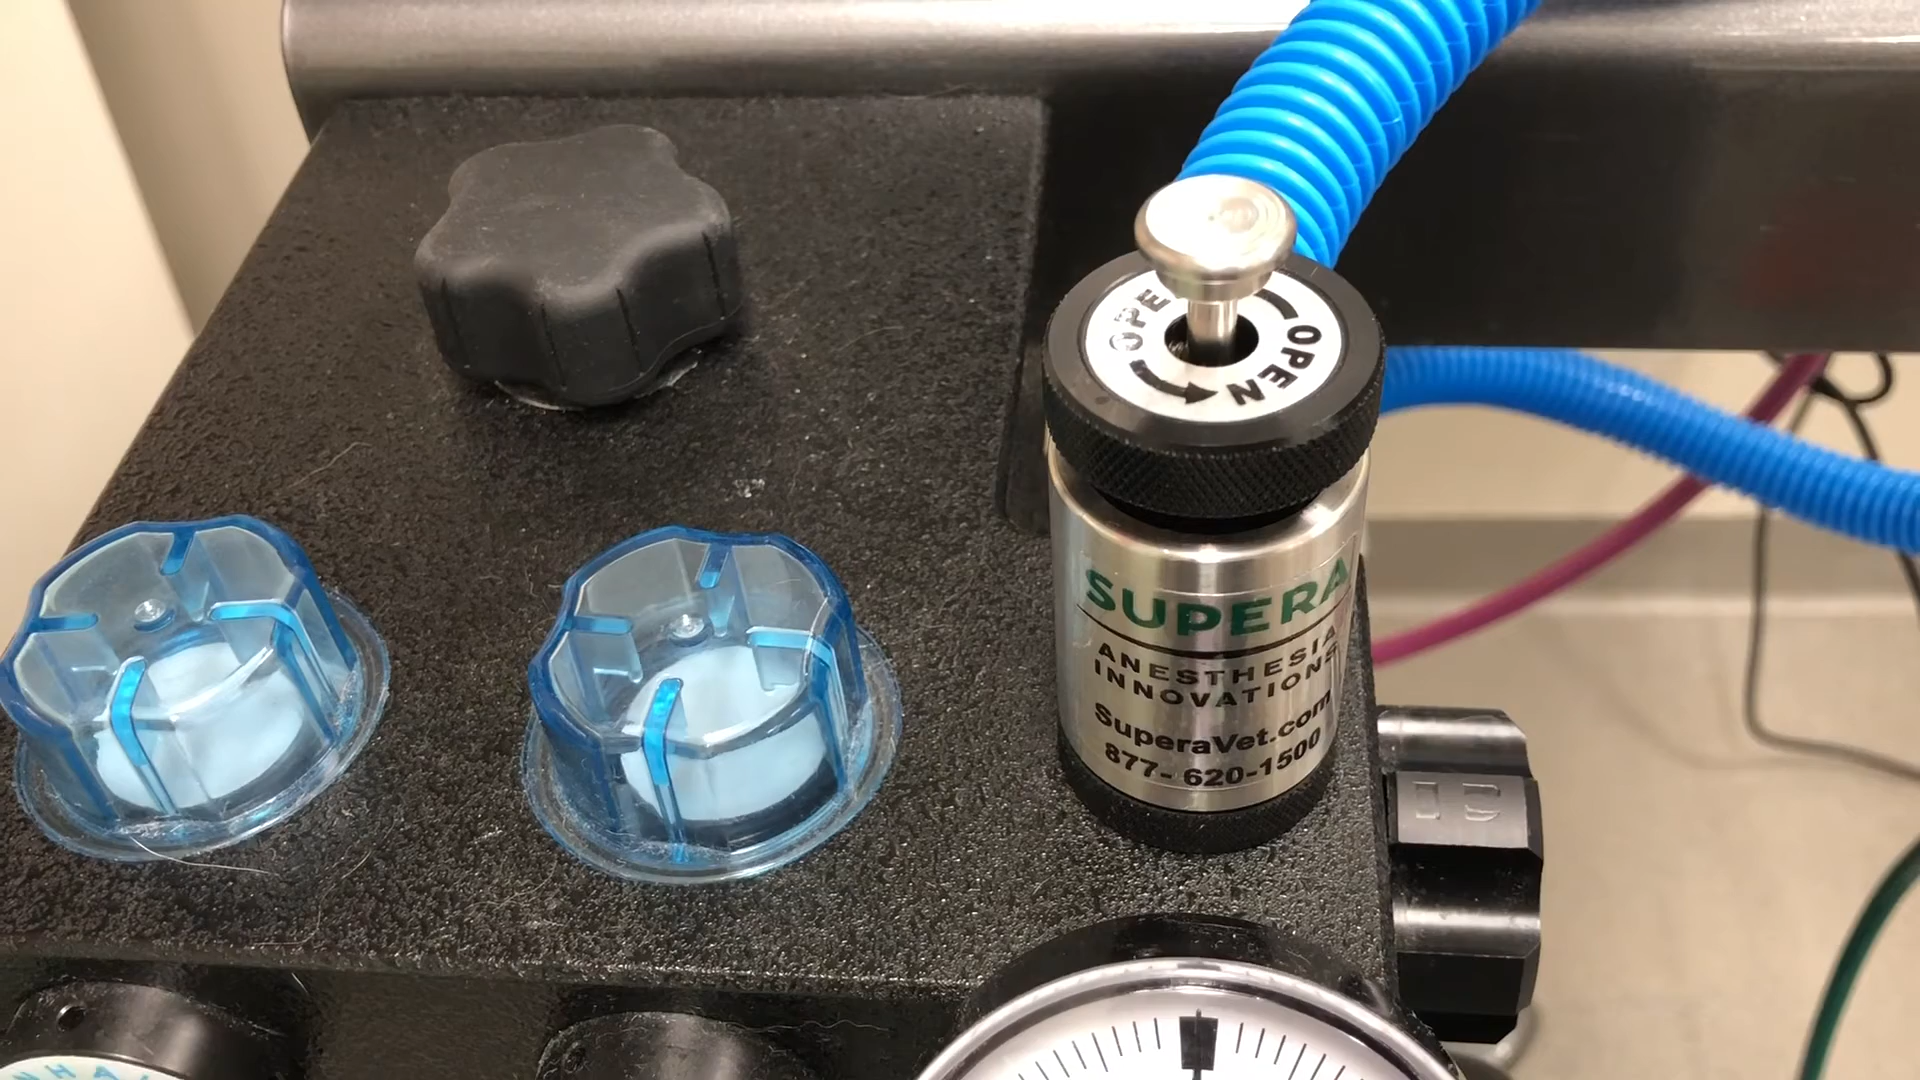 OPEN
OPE
SUPERA
ANESTHESIA
INNOVATIONS
SuperaVet.com
877- 620-1500